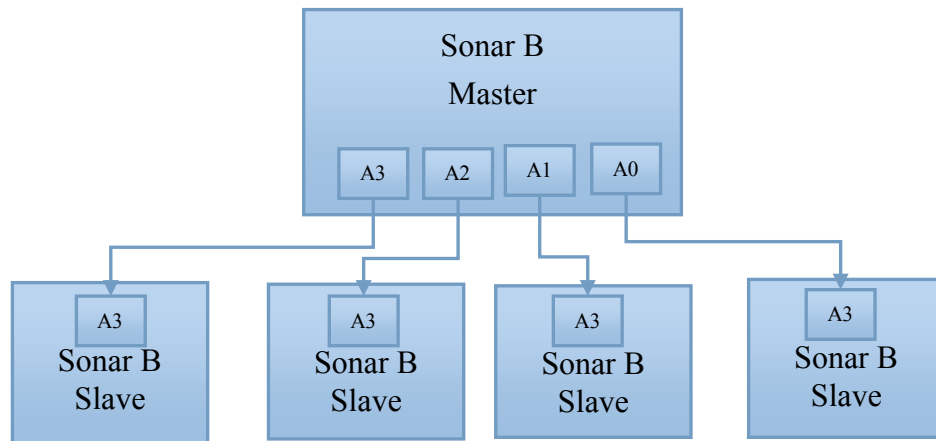 Sonar B
Master
A3 A2 A1 A0
A3 A3 A3 A3
Sonar B Sonar B Sonar B Sonar B
Slave Slave Slave Slave